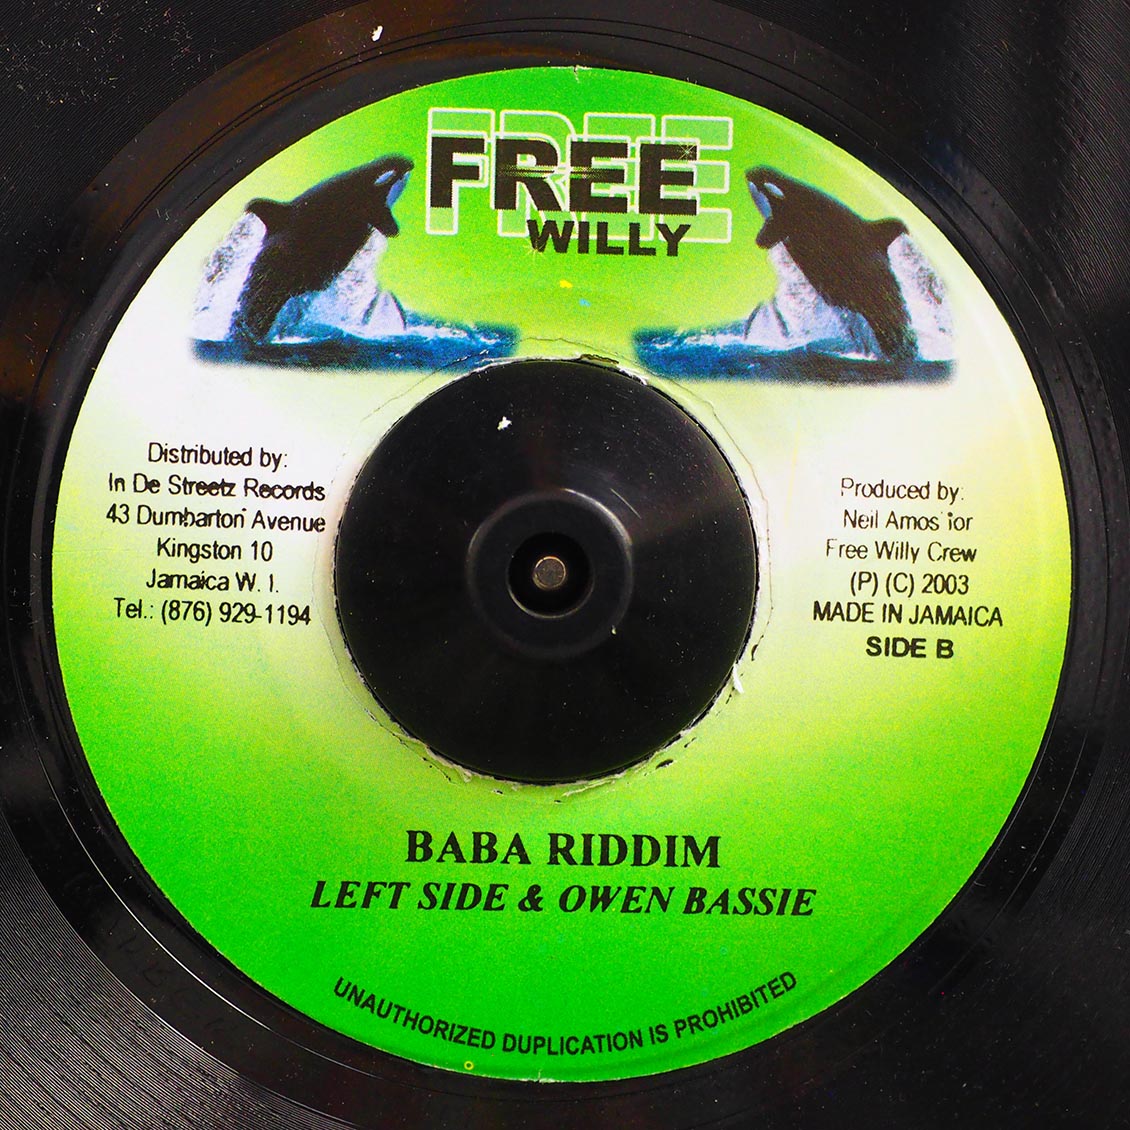 FREE
WILLY
Distributed by:
In De Streetz Records
43 Dumbarton Avenue
Kingston 10
Jamaica W. I.
Tel.: (876) 929-1194
Produced by:
Neil Amos for
Free Willy Crew
(P) (C) 2003
MADE IN JAMAICA
SIDE B
BABA RIDDIM
LEFT SIDE & OWEN BASSIE
UNAUTHORIZED DUPLICATION IS PROHIBITED